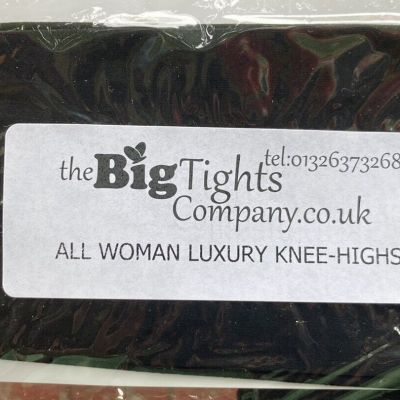 tel:01326373268
the Big Tights
Company.co.uk
ALL WOMAN LUXURY KNEE-HIGHS